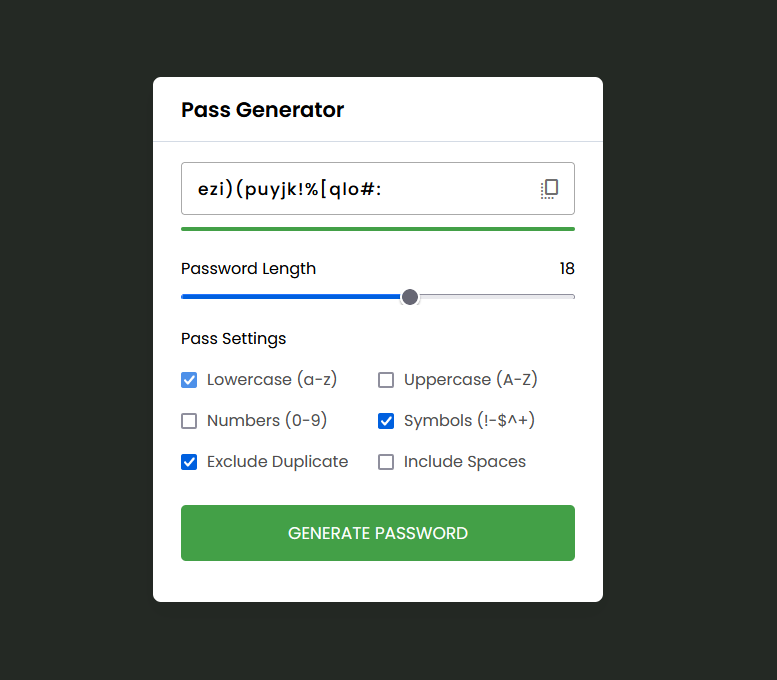 Pass Generator
ezi)(puyjk!%[qlo#:
Password Length 18
Pass Settings
Lowercase (a-z) Uppercase (A-Z)
Numbers (0-9) Symbols (!-$^+)
Exclude Duplicate Include Spaces
GENERATE PASSWORD